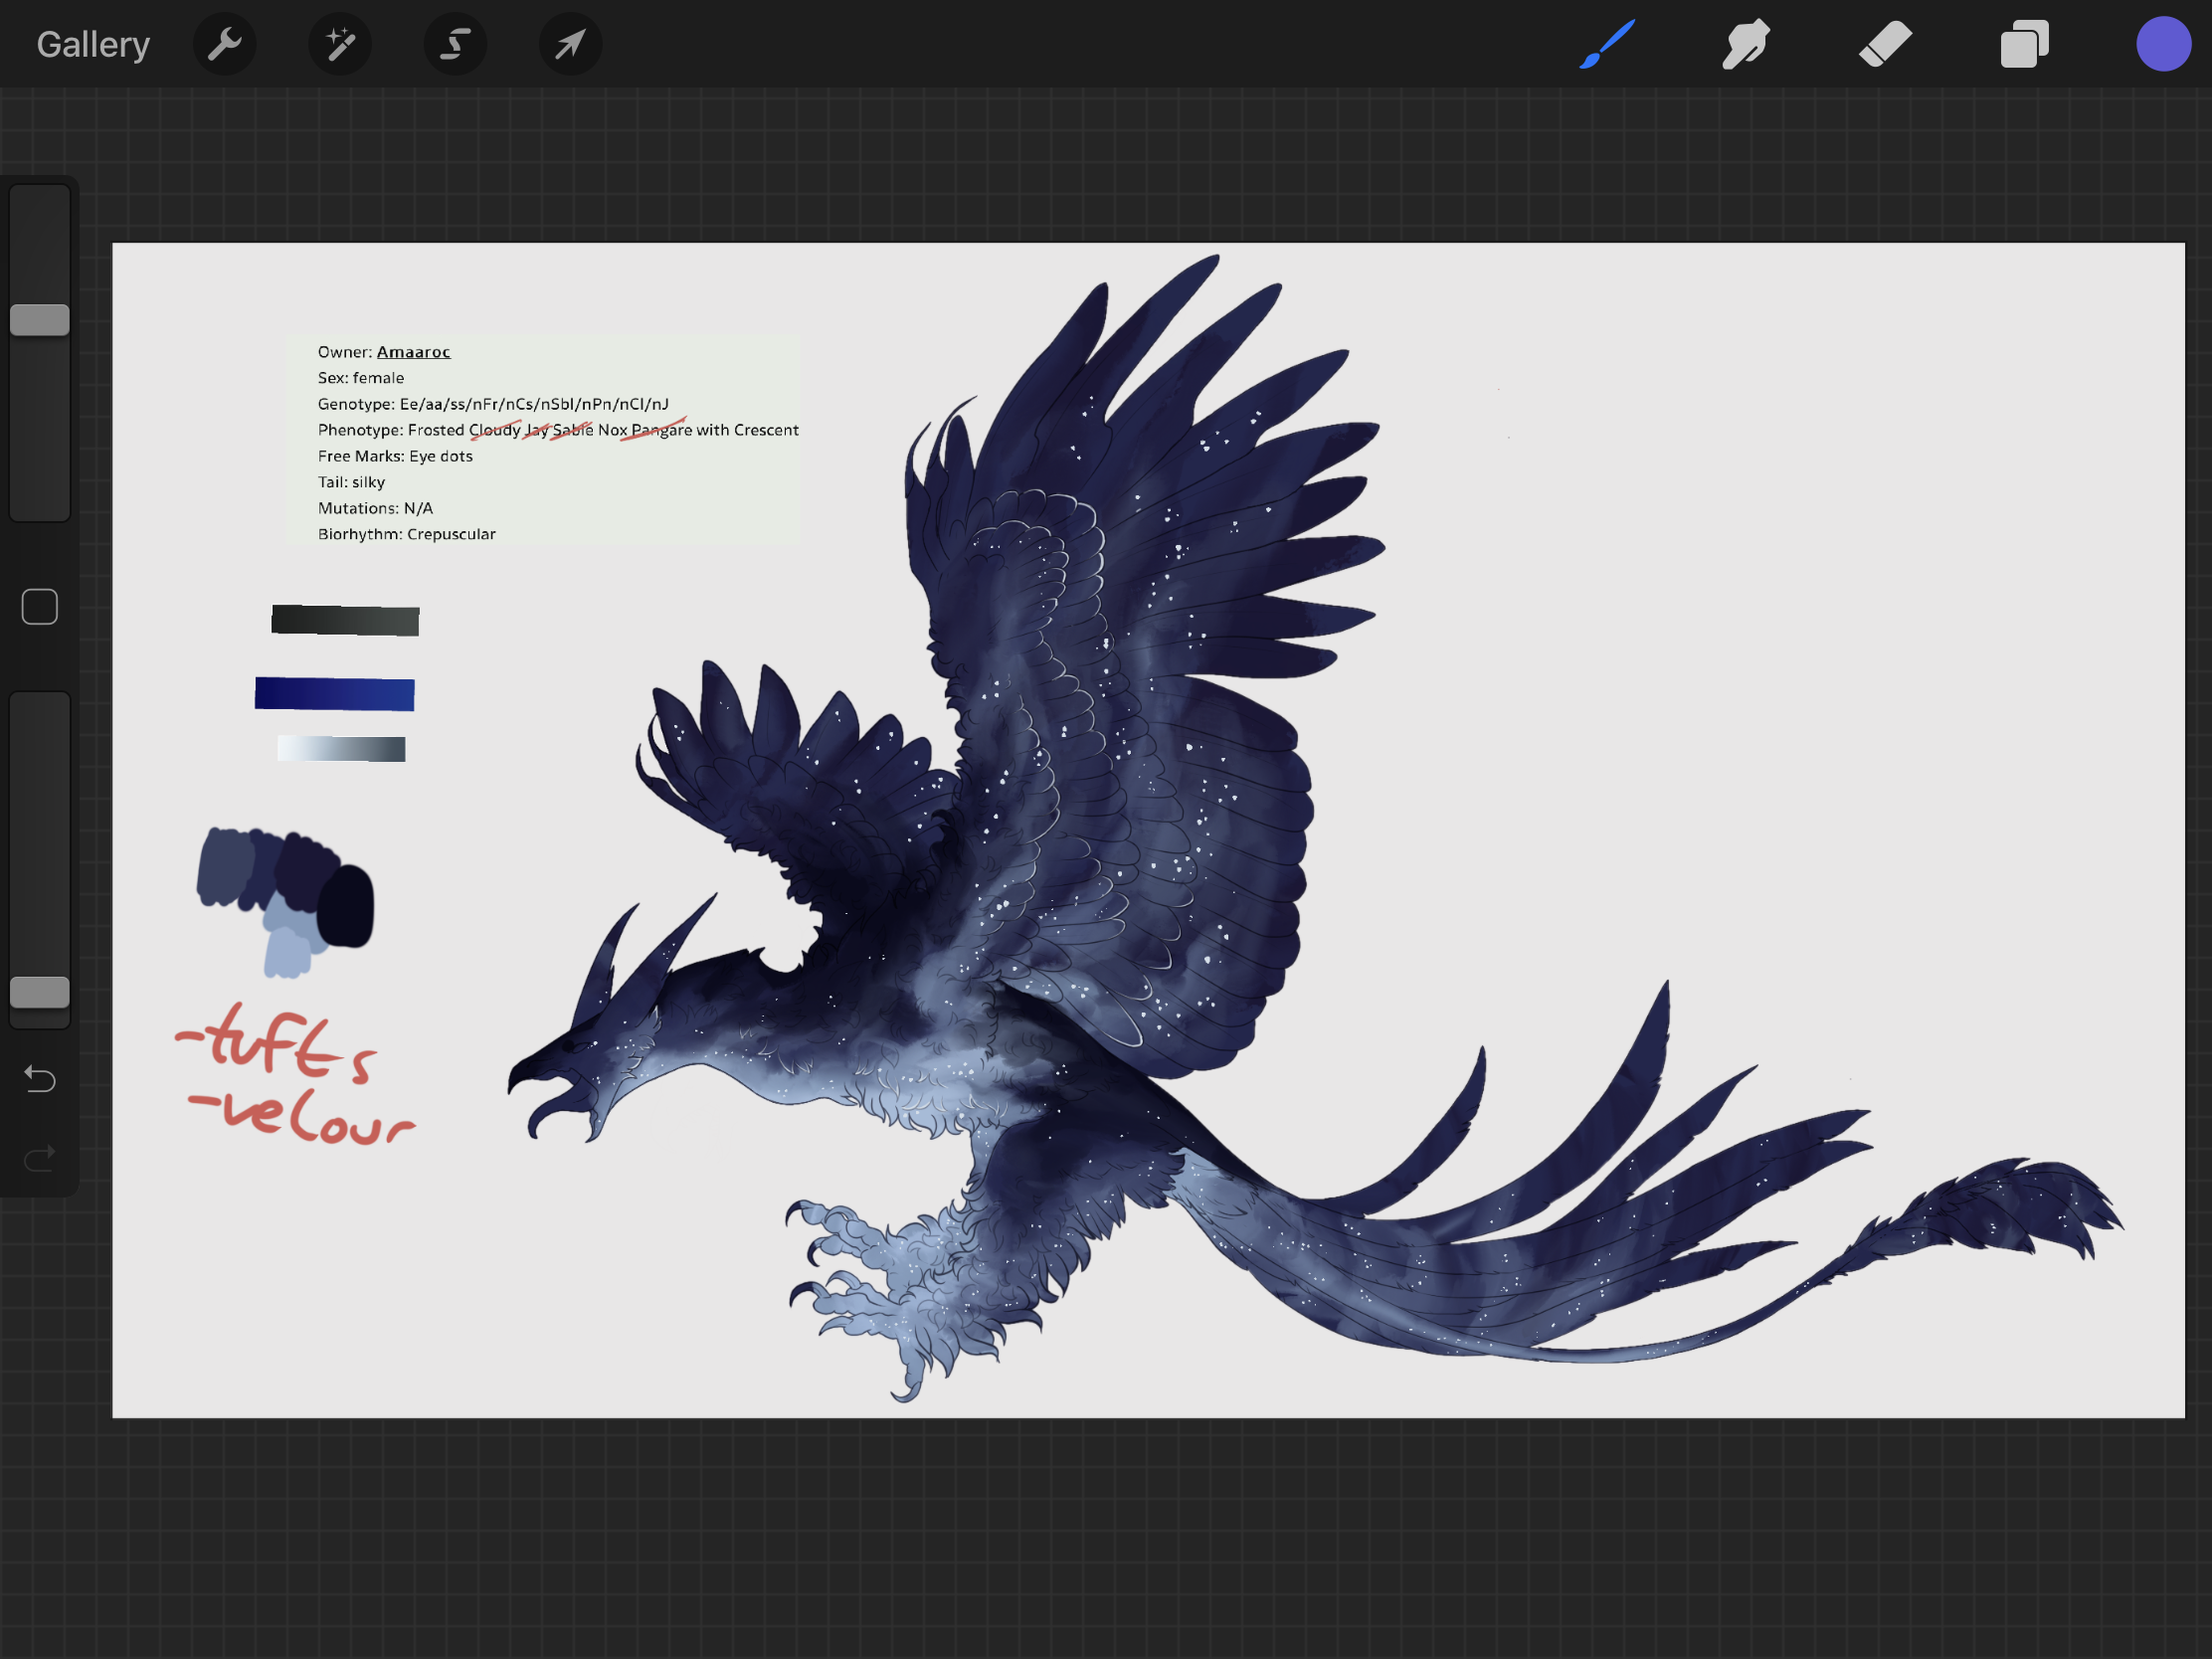 Gallery
Owner: Amaaroc
Sex: female
Genotype: Ee/aa/ss/nFr/nCs/nSbl/nPn/nCl/nJ
Phenotype: Frosted Cloudy Jay Sable Nox Pangare with Crescent
Free Marks: Eye dots
Tail: silky
Mutations: N/A
Biorhythm: Crepuscular
-tufts
-velour